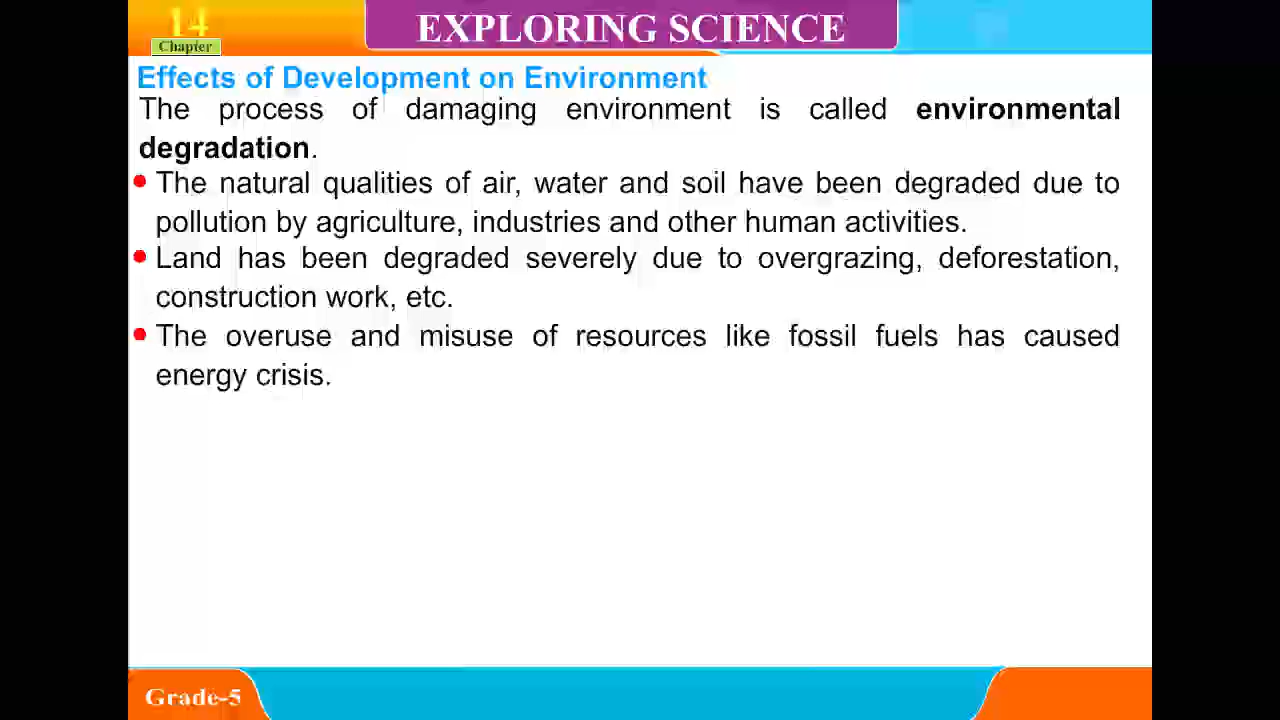 14
Chapter
EXPLORING SCIENCE
Effects of Development on Environment
The process of damaging environment is called environmental
degradation.
• The natural qualities of air, water and soil have been degraded due to
pollution by agriculture, industries and other human activities.
• Land has been degraded severely due to overgrazing, deforestation,
construction work, etc.
• The overuse and misuse of resources like fossil fuels has caused
energy crisis.
Grade-5